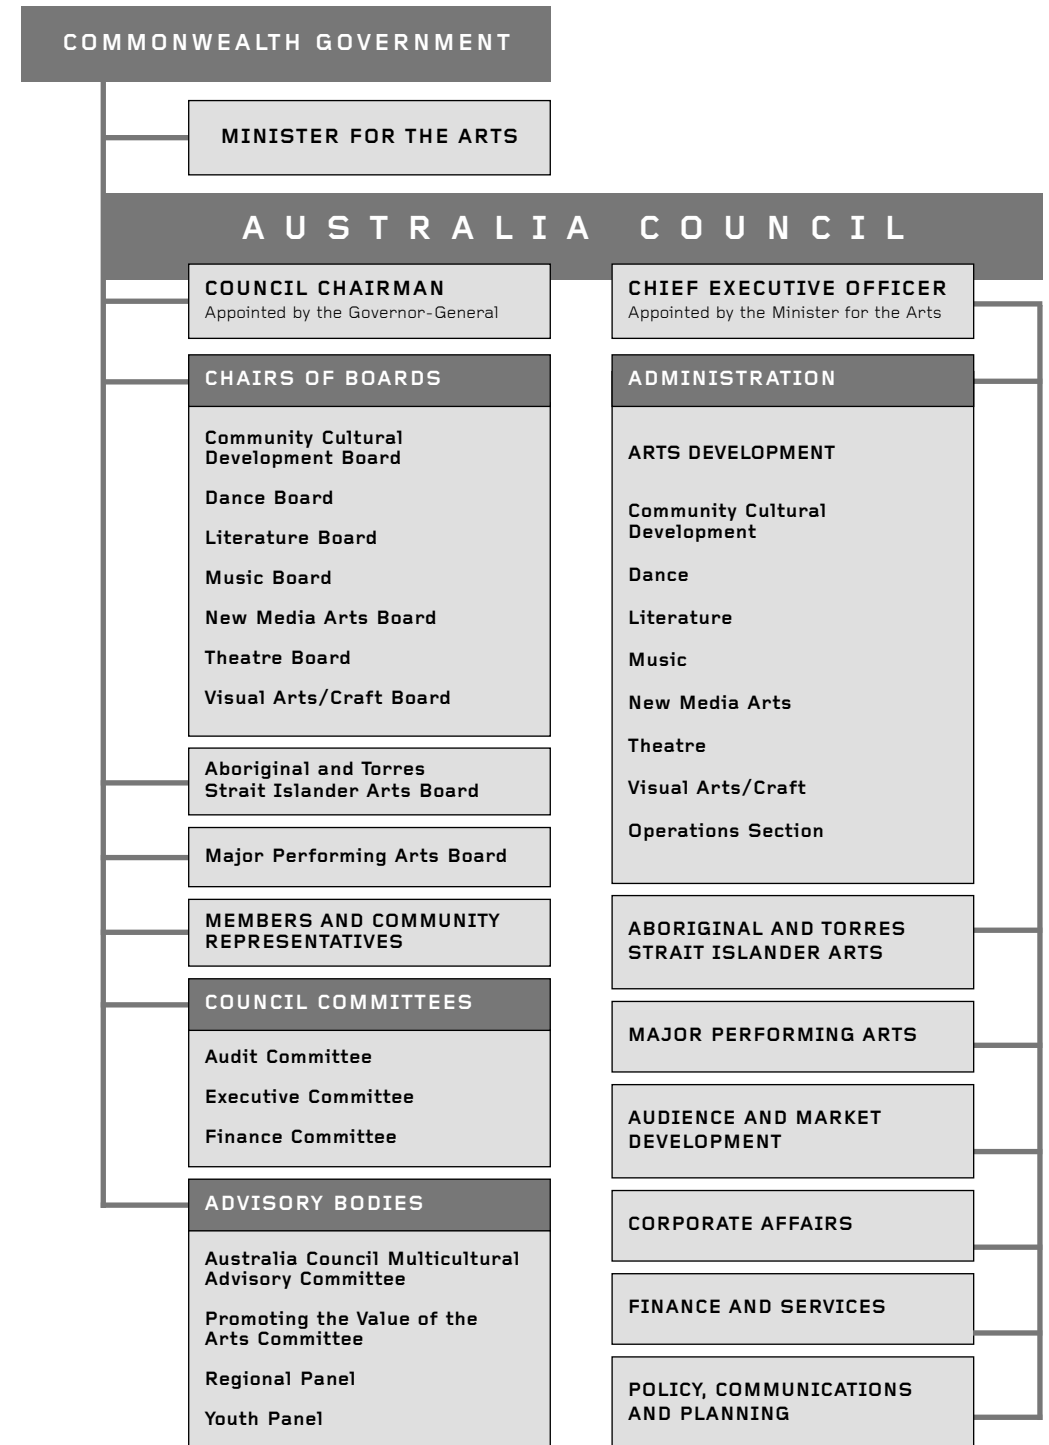 COMMONWEALTH GOVERNMENT
MINISTER FOR THE ARTS
AUSTRALIA COUNCIL
COUNCIL CHAIRMAN
Appointed by the Governor-General
CHAIRS OF BOARDS
Community Cultural
Development Board
Dance Board
Literature Board
Music Board
New Media Arts Board
Theatre Board
Visual Arts/Craft Board
Aboriginal and Torres
Strait Islander Arts Board
Major Performing Arts Board
MEMBERS AND COMMUNITY
REPRESENTATIVES
COUNCIL COMMITTEES
Audit Committee
Executive Committee
Finance Committee
ADVISORY BODIES
Australia Council Multicultural
Advisory Committee
Promoting the Value of the
Arts Committee
Regional Panel
Youth Panel
CHIEF EXECUTIVE OFFICER
Appointed by the Minister for the Arts
ADMINISTRATION
ARTS DEVELOPMENT
Community Cultural
Development
Dance
Literature
Music
New Media Arts
Theatre
Visual Arts/Craft
Operations Section
ABORIGINAL AND TORRES
STRAIT ISLANDER ARTS
MAJOR PERFORMING ARTS
AUDIENCE AND MARKET
DEVELOPMENT
CORPORATE AFFAIRS
FINANCE AND SERVICES
POLICY, COMMUNICATIONS
AND PLANNING